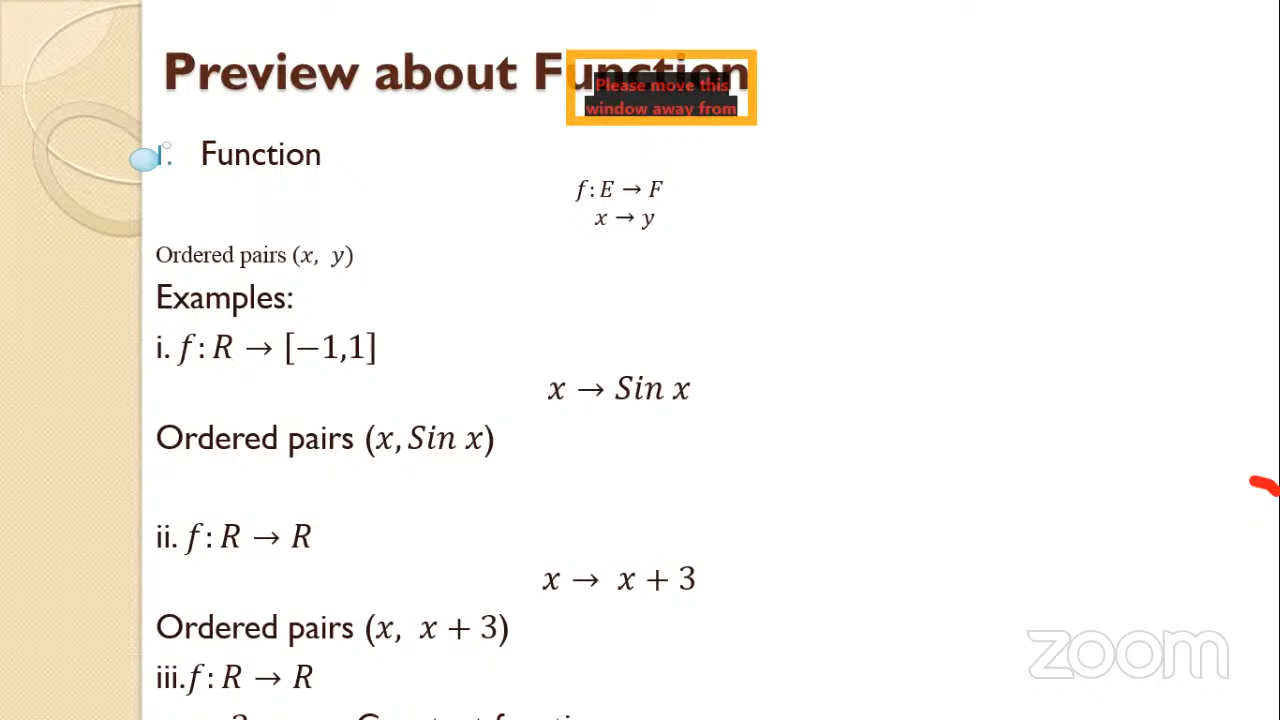 Preview about Function
Please move this
window away from
I. Function
f: E → F
x → y
Ordered pairs (x, y)
Examples:
i. f: R → [−1,1]
x → Sin x
Ordered pairs (x, Sin x)
ii. f: R → R
x → x + 3
Ordered pairs (x, x + 3)
iii.f: R → R
zoom